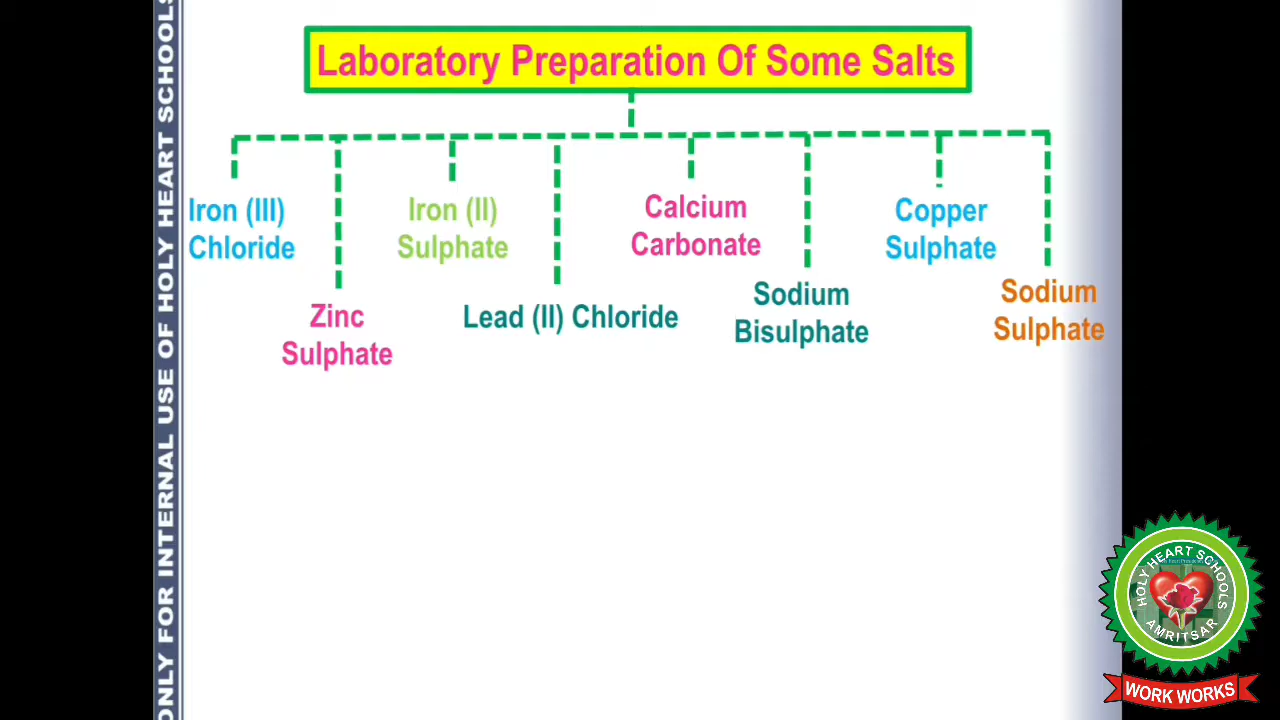 Laboratory Preparation Of Some Salts
Iron (III)
Chloride
Zinc
Sulphate
Iron (II)
Sulphate
Lead (II) Chloride
Calcium
Carbonate
Sodium
Bisulphate
Copper
Sulphate
Sodium
Sulphate
ONLY FOR INTERNAL USE OF HOLY HEART SCHOOLS
HOLY HEART SCHOOLS
AMRITSAR
WORK WORKS